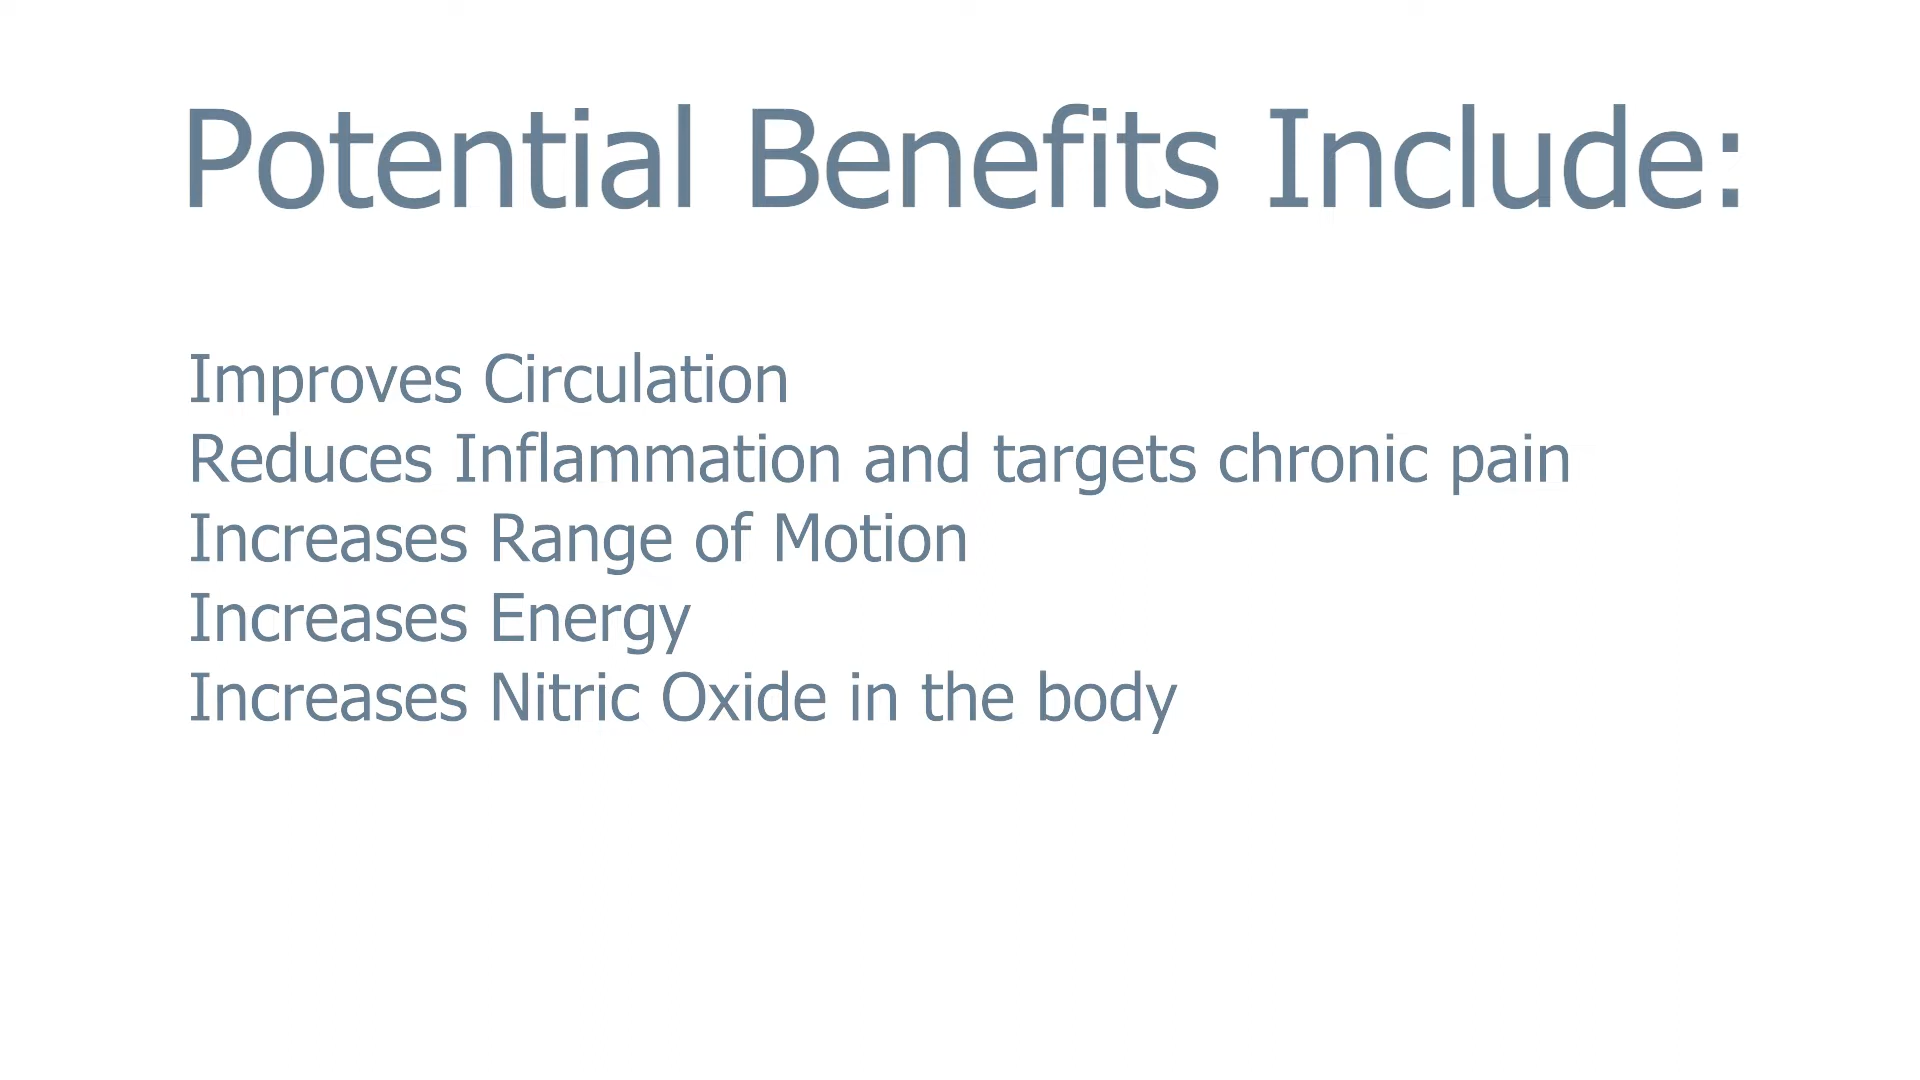 Potential Benefits Include:
Improves Circulation
Reduces Inflammation and targets chronic pain
Increases Range of Motion
Increases Energy
Increases Nitric Oxide in the body